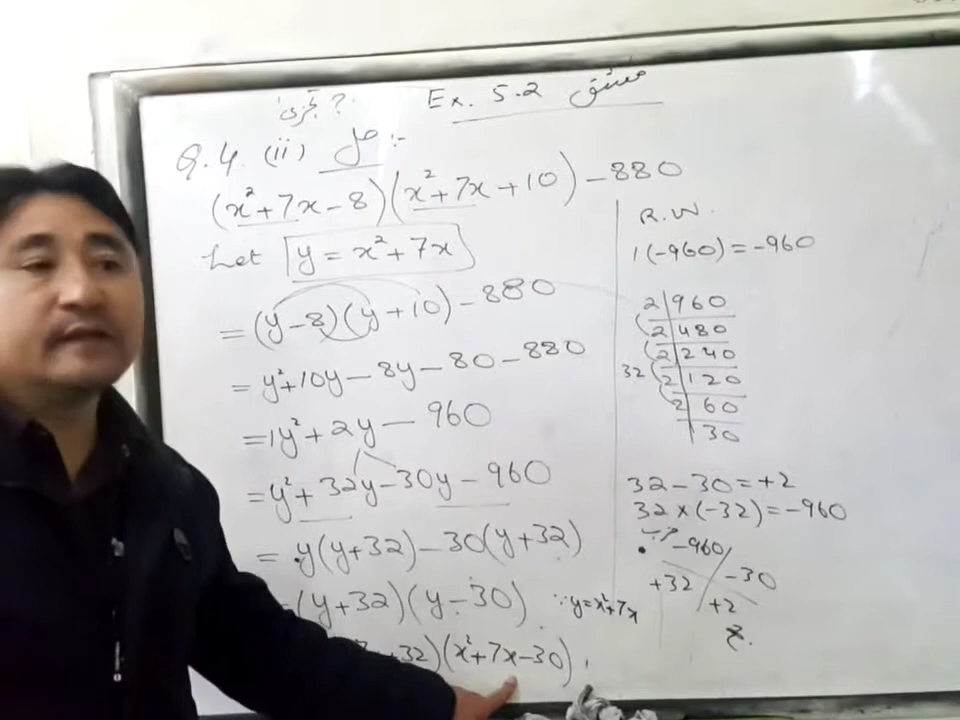 تجزی ? Ex. 5.2 مشق
Q.4 (ii) حل :-
(x²+7x-8)(x²+7x+10)-880
Let y = x²+7x
= (y-8)(y+10)-880
= y²+10y-8y-80-880
=1y²+2y-960
=y²+32y-30y-960
= y(y+32)-30(y+32)
=(y+32)(y-30) ∵y=x²+7x
+32)(x²+7x-30)
R.W.
1(-960)=-960
2 960
2 480
2 240
32 2 120
2 60
30
32-30=+2
32×(-32)=-960
ضرب -960
+32 -30
+2
جمع